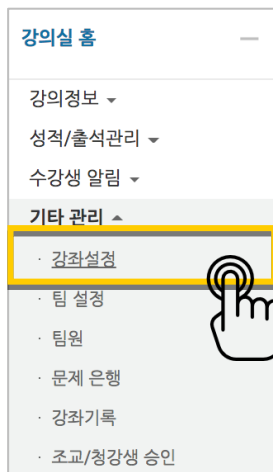 강의실 홈
강의정보
성적/출석관리
수강생 알림
기타 관리
· 강좌설정
· 팀 설정
· 팀원
· 문제 은행
· 강좌기록
· 조교/청강생 승인